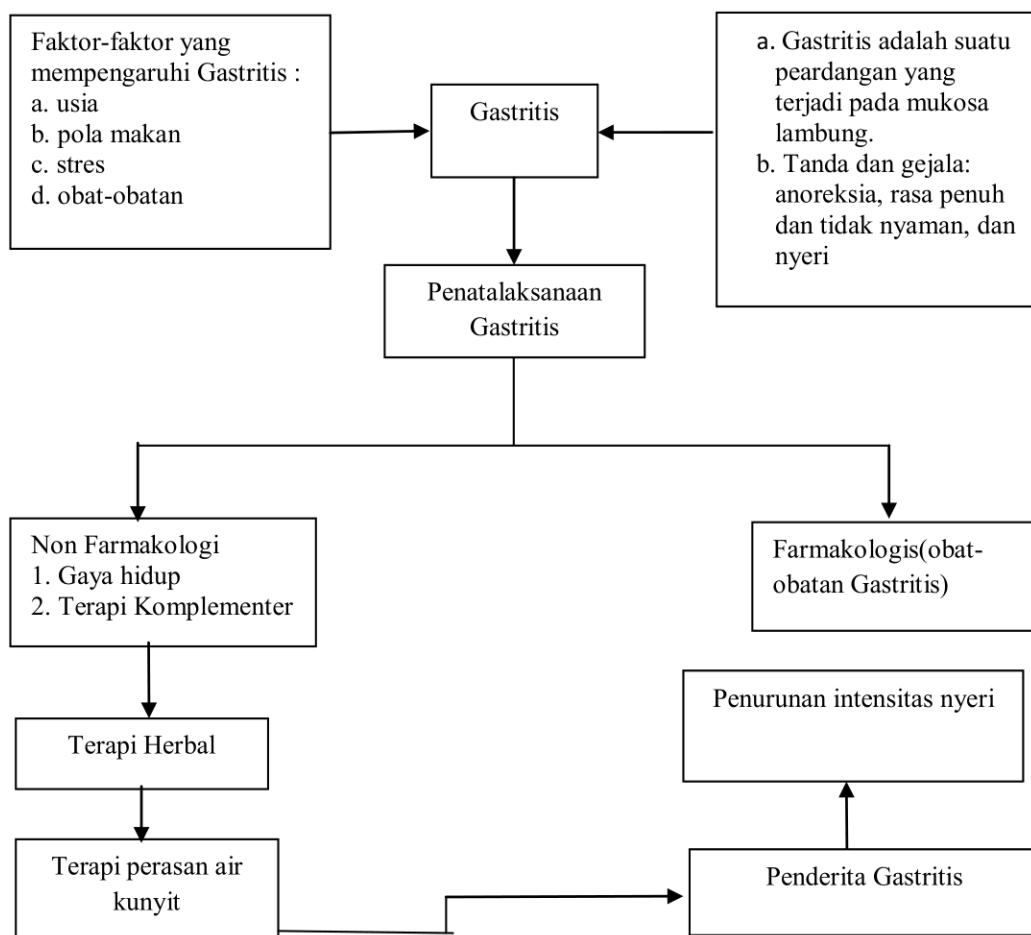 Faktor-faktor yang
mempengaruhi Gastritis :
a. usia
b. pola makan
c. stres
d. obat-obatan
Gastritis
a. Gastritis adalah suatu
peardangan yang
terjadi pada mukosa
lambung.
b. Tanda dan gejala:
anoreksia, rasa penuh
dan tidak nyaman, dan
nyeri
Penatalaksanaan
Gastritis
Non Farmakologi
1. Gaya hidup
2. Terapi Komplementer
Farmakologis(obat-
obatan Gastritis)
Terapi Herbal
Penurunan intensitas nyeri
Terapi perasan air
kunyit
Penderita Gastritis